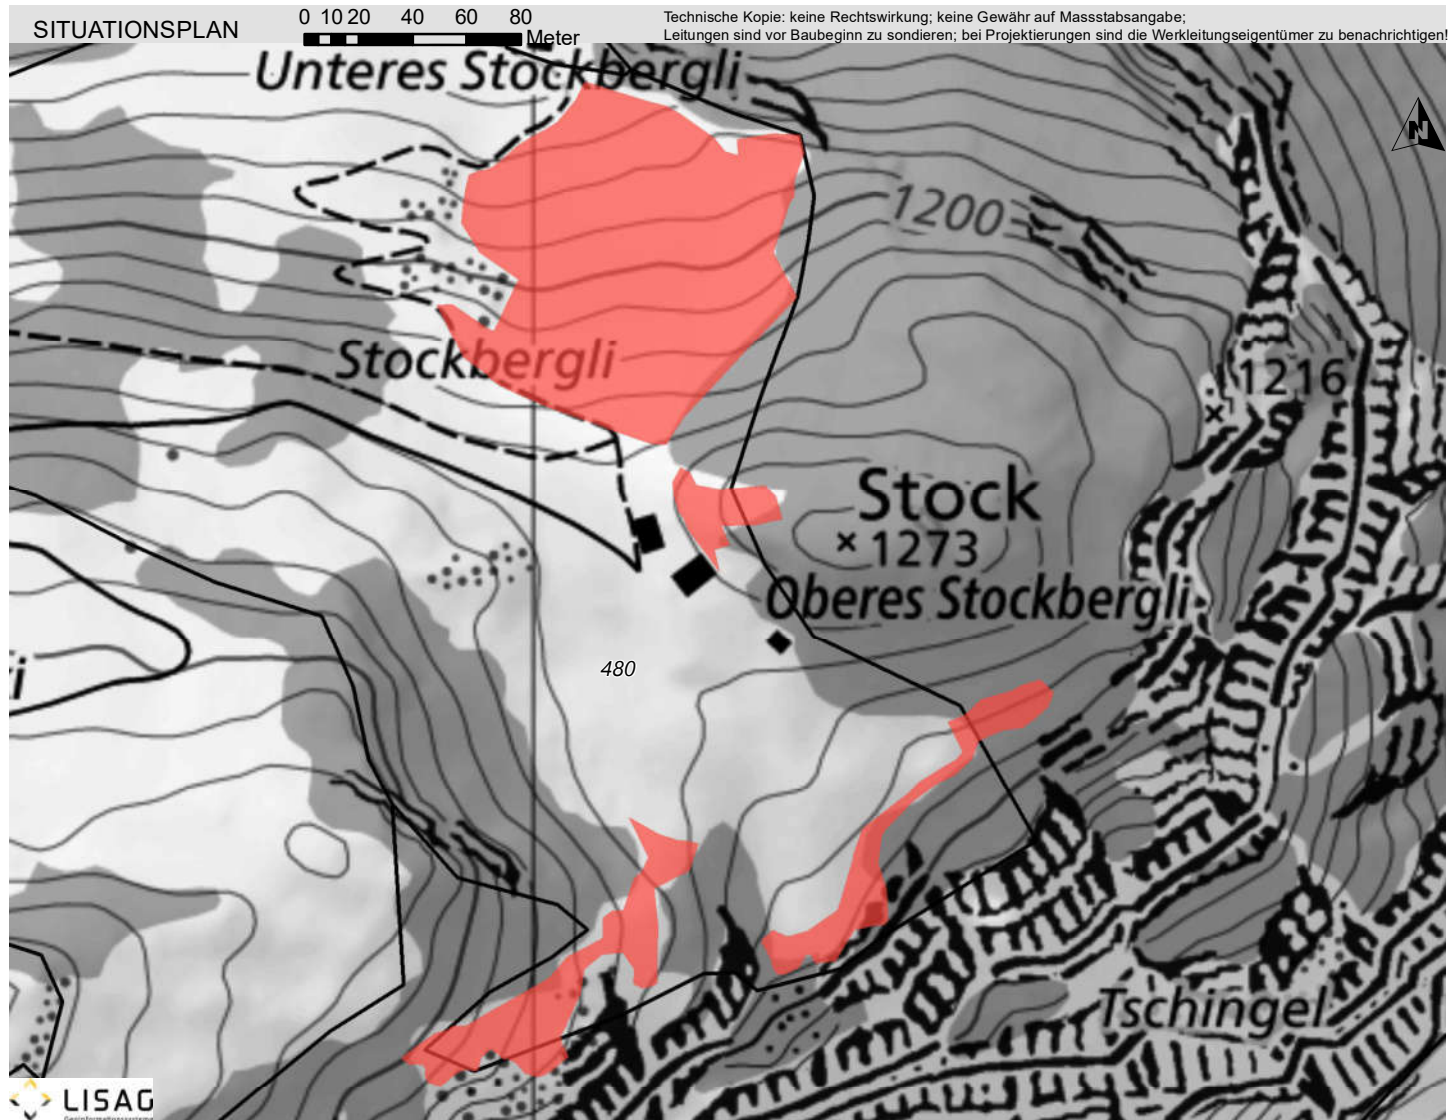 SITUATIONSPLAN
0 10 20 40 60 80
Meter
Technische Kopie: keine Rechtswirkung; keine Gewähr auf Massstabsangabe;
Leitungen sind vor Baubeginn zu sondieren; bei Projektierungen sind die Werkleitungseigentümer zu benachrichtigen!
Unteres Stockbergli
N
1200
Stockbergli
1216
Stock
1273
Oberes Stockbergli
480
Tschingel
LISAG